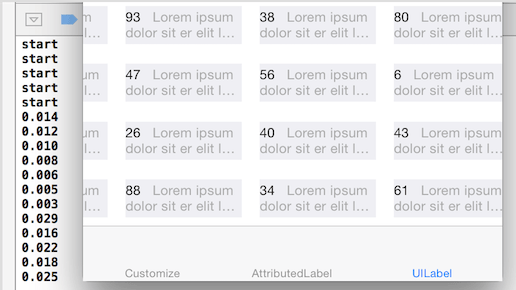 start
start
start
start
start
0.014
0.012
0.010
0.008
0.006
0.005
0.003
0.029
0.016
0.022
0.018
0.025
m 93 Lorem ipsum 38 Lorem ipsum 80 Lorem ipsum
l... dolor sit er elit l... dolor sit er elit l... dolor sit er elit l...
m 47 Lorem ipsum 56 Lorem ipsum 6 Lorem ipsum
l... dolor sit er elit l... dolor sit er elit l... dolor sit er elit l...
m 26 Lorem ipsum 40 Lorem ipsum 43 Lorem ipsum
l... dolor sit er elit l... dolor sit er elit l... dolor sit er elit l...
m 88 Lorem ipsum 34 Lorem ipsum 61 Lorem ipsum
l... dolor sit er elit l... dolor sit er elit l... dolor sit er elit l...
Customize AttributedLabel UILabel